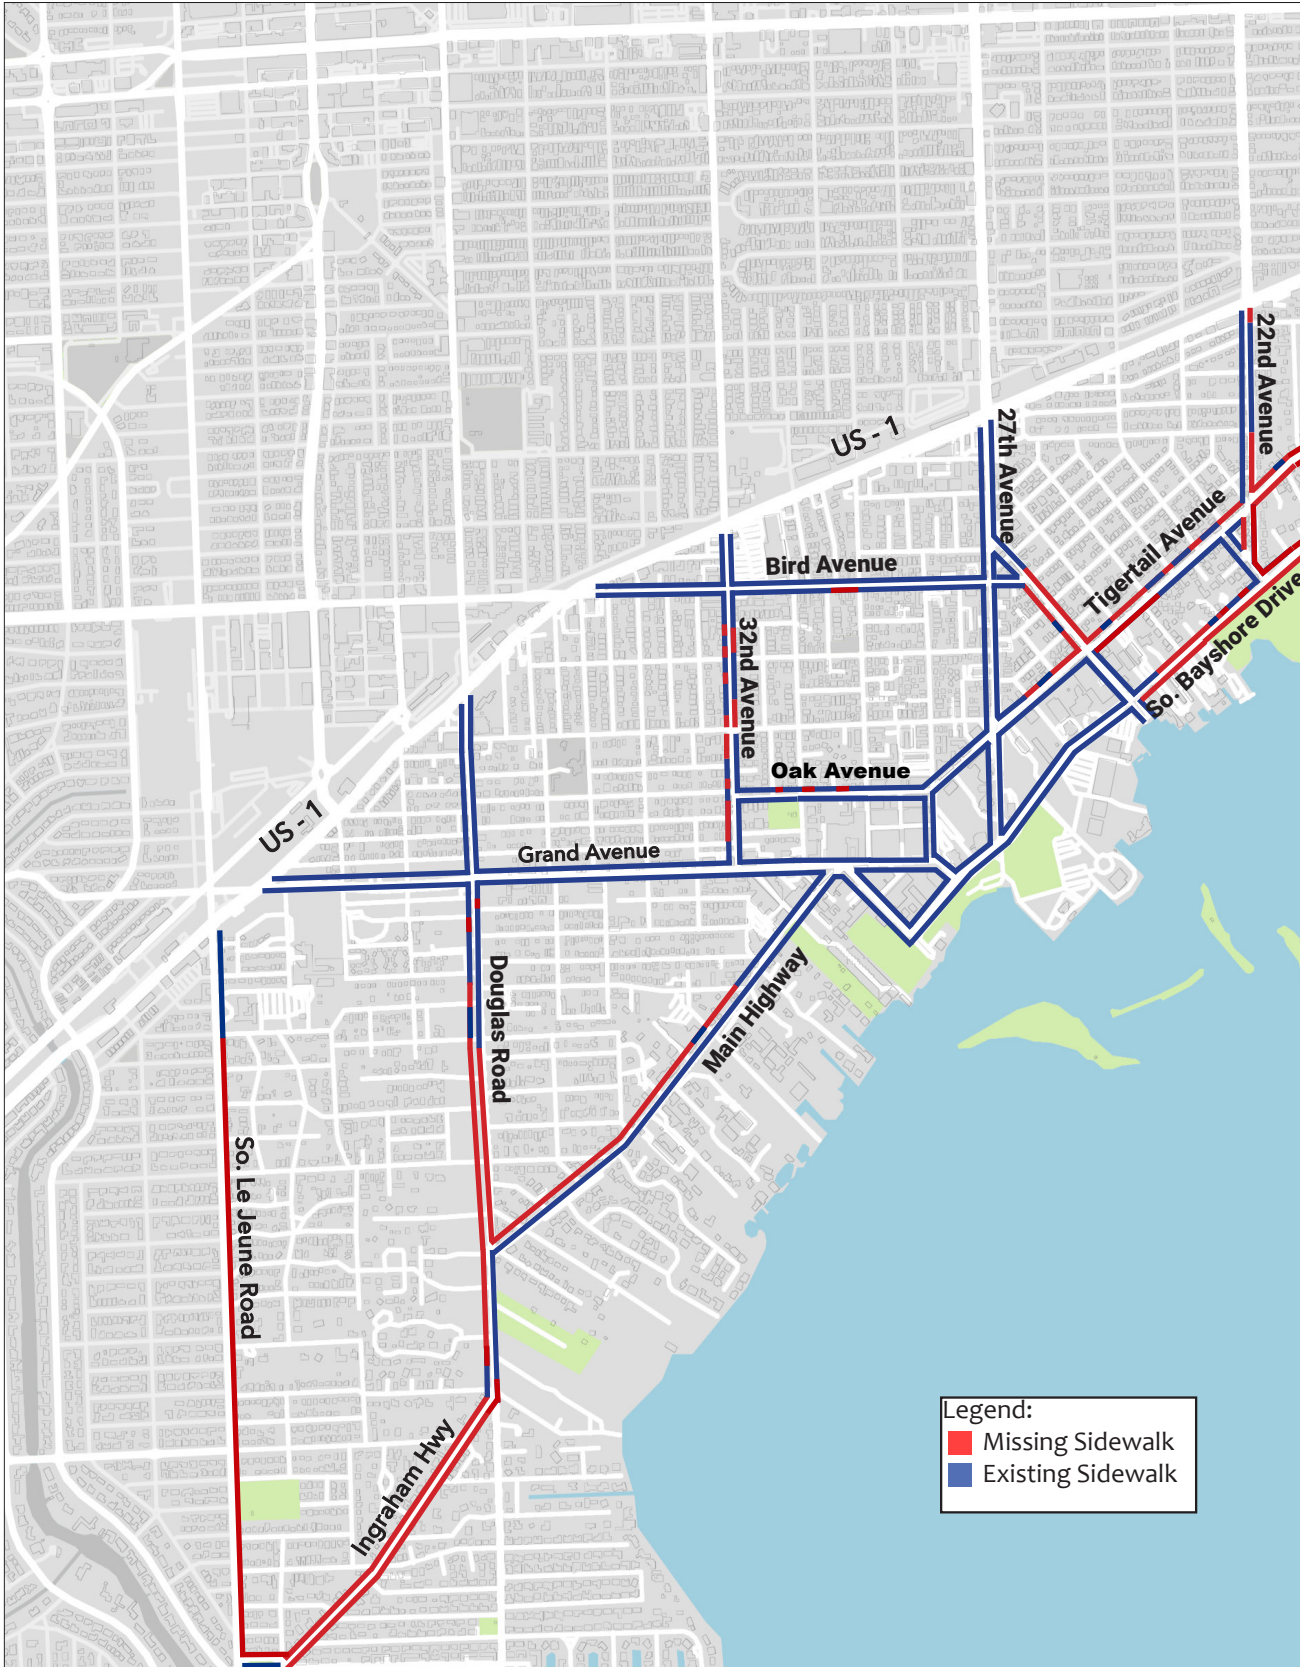 22nd Avenue
27th Avenue
US - 1
Tigertail Avenue
Bird Avenue
So. Bayshore Drive
32nd Avenue
Oak Avenue
US - 1
Grand Avenue
Main Highway
Douglas Road
So. Le Jeune Road
Ingraham Hwy
Legend:
Missing Sidewalk
Existing Sidewalk